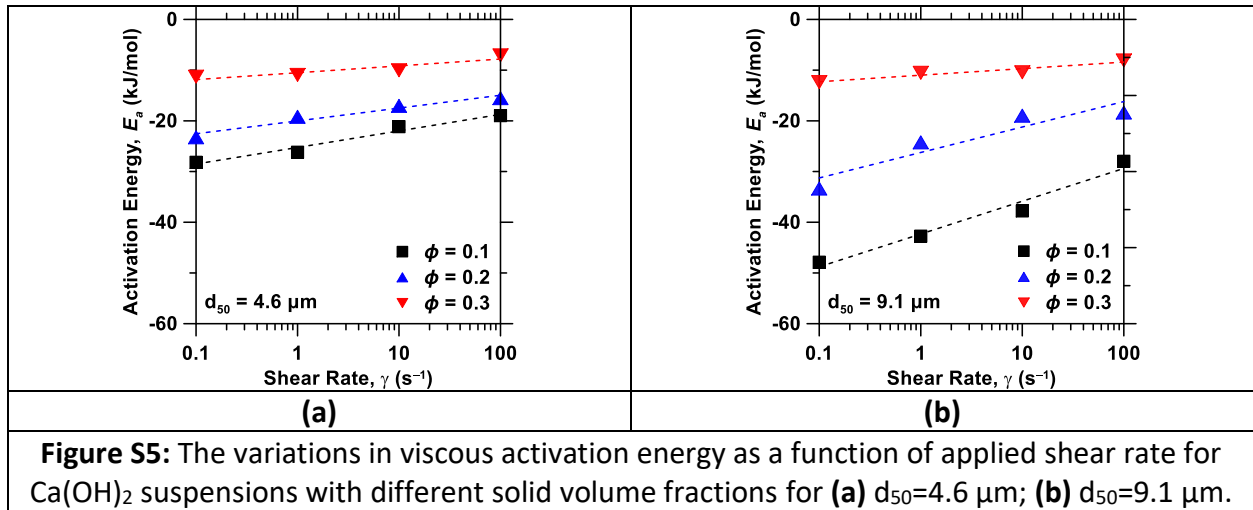 0
-20
-40
-60
Activation Energy, Eₐ (kJ/mol)
ϕ = 0.1
ϕ = 0.2
ϕ = 0.3
d₅₀ = 4.6 µm
0.1 1 10 100
Shear Rate, γ (s⁻¹)
0
-20
-40
-60
Activation Energy, Eₐ (kJ/mol)
ϕ = 0.1
ϕ = 0.2
ϕ = 0.3
d₅₀ = 9.1 µm
0.1 1 10 100
Shear Rate, γ (s⁻¹)
(a)
(b)
Figure S5: The variations in viscous activation energy as a function of applied shear rate for
Ca(OH)₂ suspensions with different solid volume fractions for (a) d₅₀=4.6 µm; (b) d₅₀=9.1 µm.